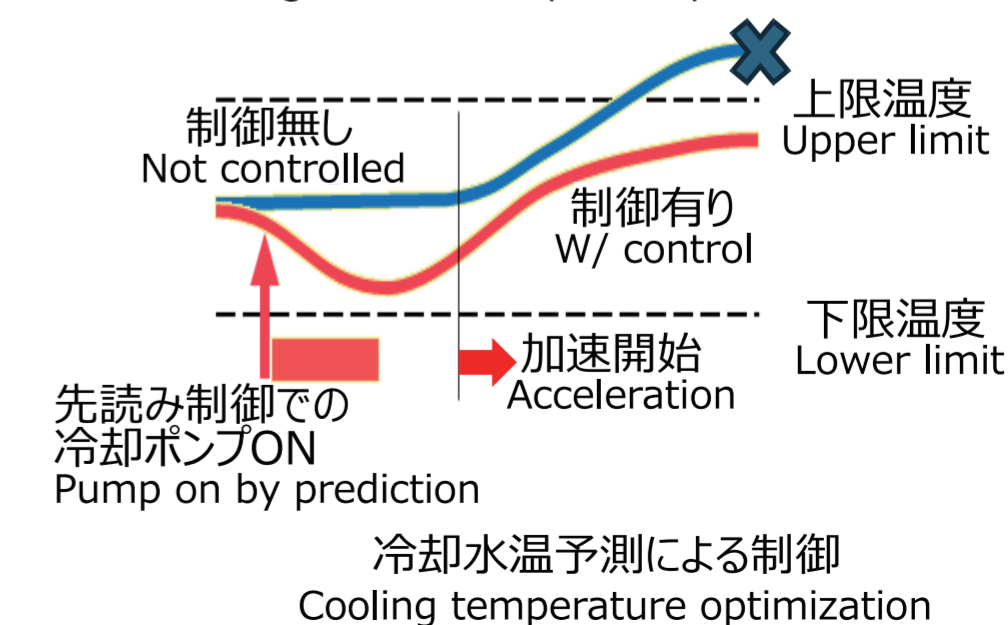 制御無し
Not controlled
上限温度
Upper limit
制御有り
W/ control
下限温度
Lower limit
加速開始
Acceleration
先読み制御での
冷却ポンプON
Pump on by prediction
冷却水温予測による制御
Cooling temperature optimization